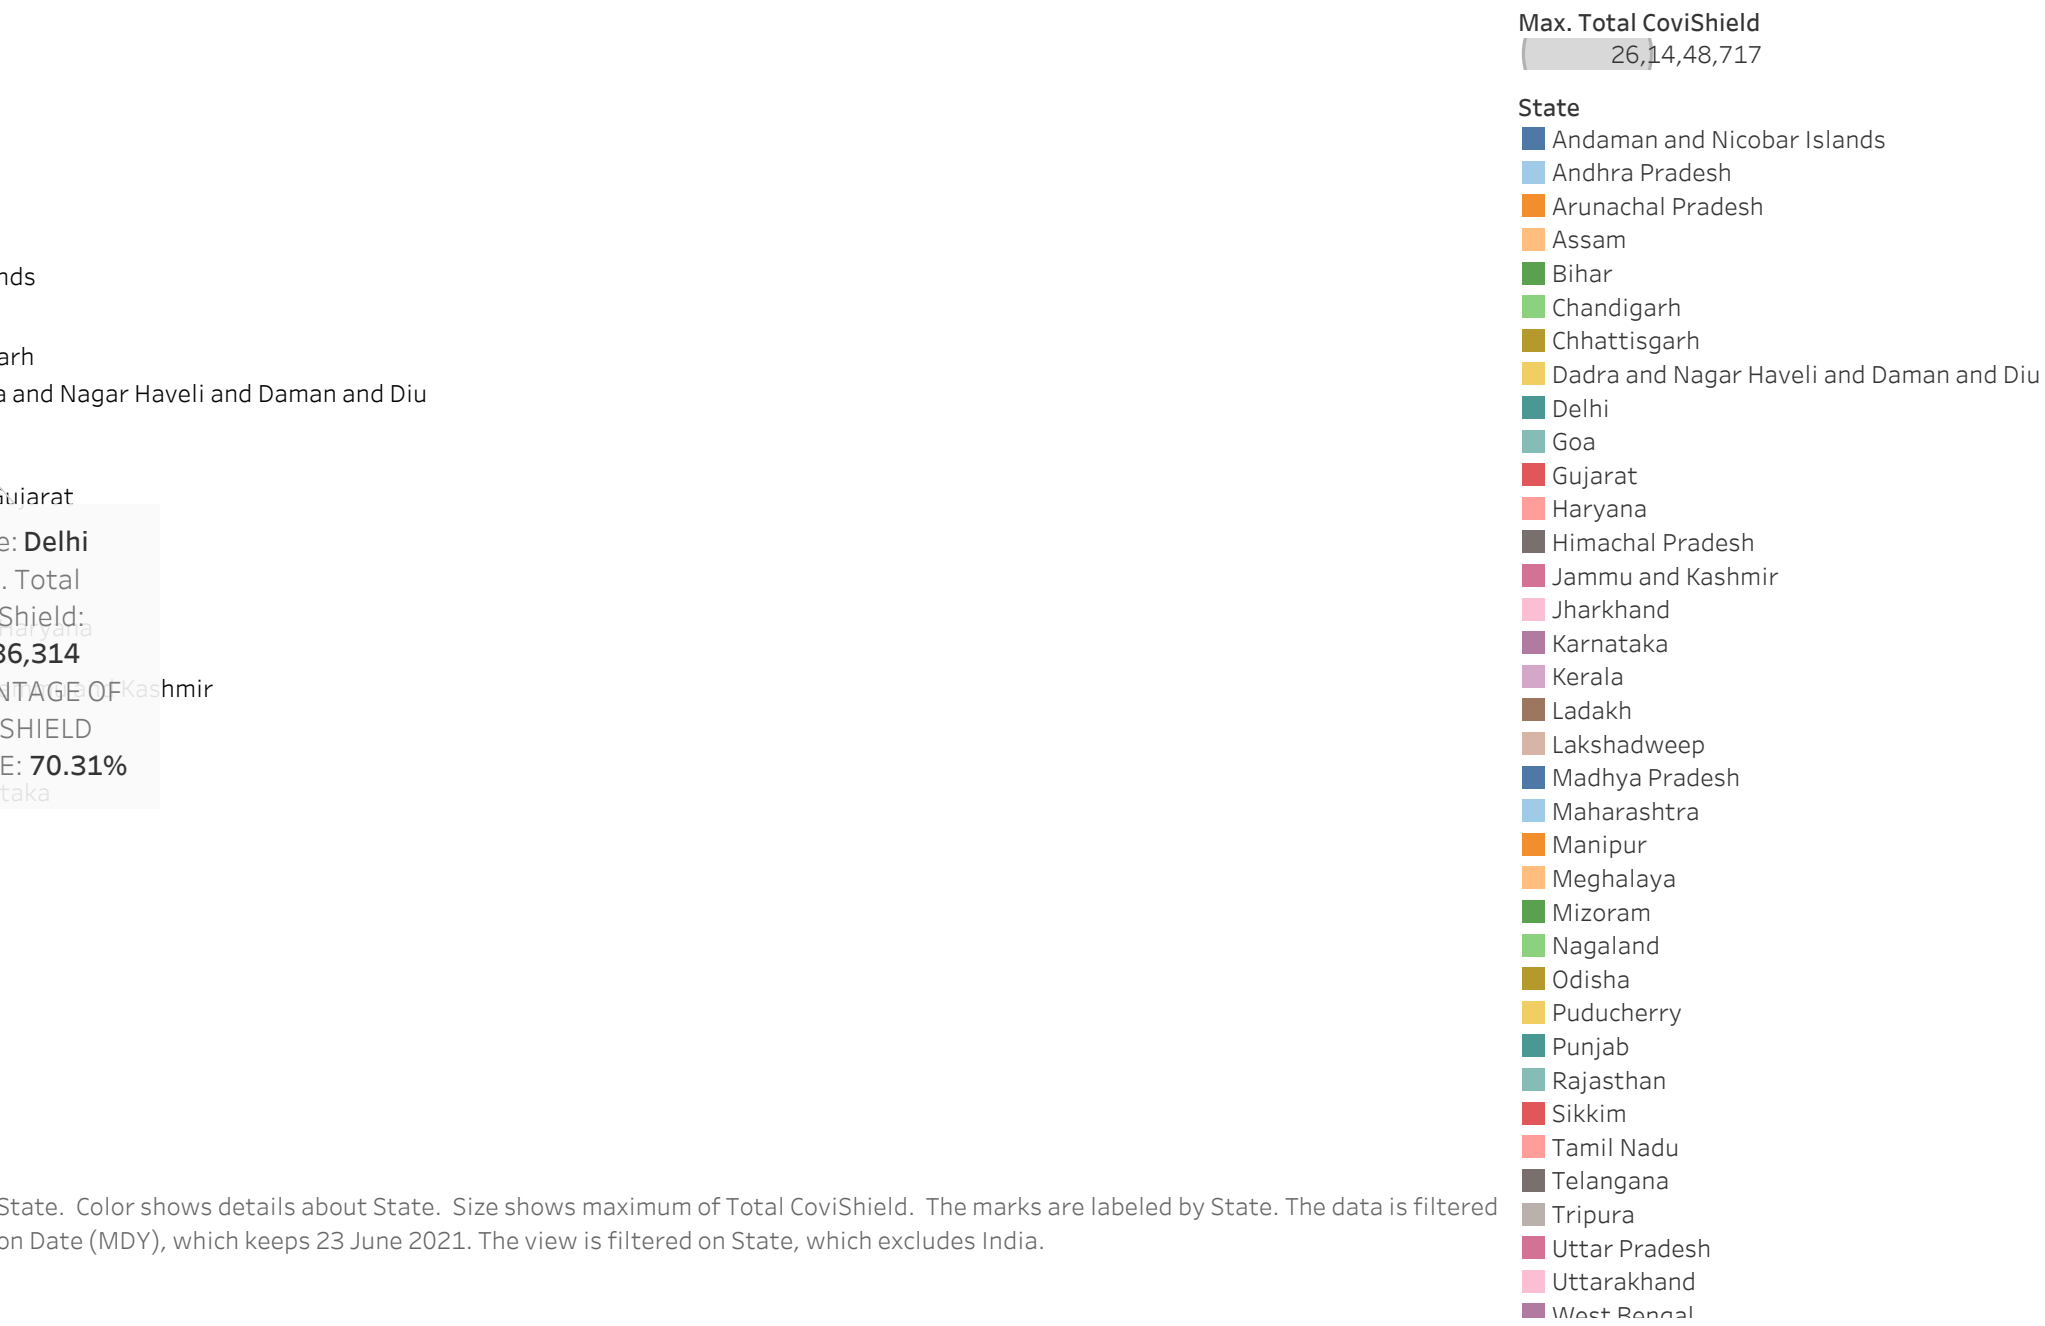 nds
arh
a and Nagar Haveli and Daman and Diu
Gujarat
e: Delhi
. Total
Shield:
Haryana
36,314
NTAGE OF
Kashmir
SHIELD
E: 70.31%
taka
State. Color shows details about State. Size shows maximum of Total CoviShield. The marks are labeled by State. The data is filtered
on Date (MDY), which keeps 23 June 2021. The view is filtered on State, which excludes India.
Max. Total CoviShield
26,14,48,717
State
Andaman and Nicobar Islands
Andhra Pradesh
Arunachal Pradesh
Assam
Bihar
Chandigarh
Chhattisgarh
Dadra and Nagar Haveli and Daman and Diu
Delhi
Goa
Gujarat
Haryana
Himachal Pradesh
Jammu and Kashmir
Jharkhand
Karnataka
Kerala
Ladakh
Lakshadweep
Madhya Pradesh
Maharashtra
Manipur
Meghalaya
Mizoram
Nagaland
Odisha
Puducherry
Punjab
Rajasthan
Sikkim
Tamil Nadu
Telangana
Tripura
Uttar Pradesh
Uttarakhand
West Bengal